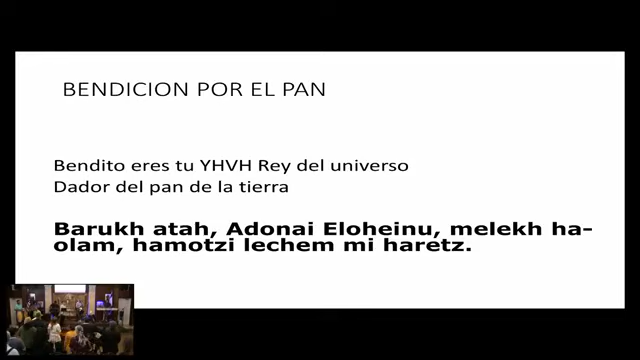 BENDICION POR EL PAN
Bendito eres tu YHVH Rey del universo
Dador del pan de la tierra
Barukh atah, Adonai Eloheinu, melekh ha-
olam, hamotzi lechem mi haretz.